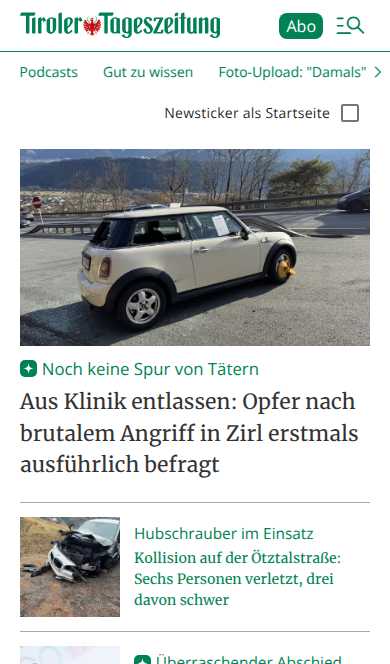 Tiroler Tageszeitung
Abo
Podcasts Gut zu wissen Foto-Upload: "Damals"
Newsticker als Startseite
Noch keine Spur von Tätern
Aus Klinik entlassen: Opfer nach
brutalem Angriff in Zirl erstmals
ausführlich befragt
Hubschrauber im Einsatz
Kollision auf der Ötztalstraße:
Sechs Personen verletzt, drei
davon schwer
Überraschender Abschied